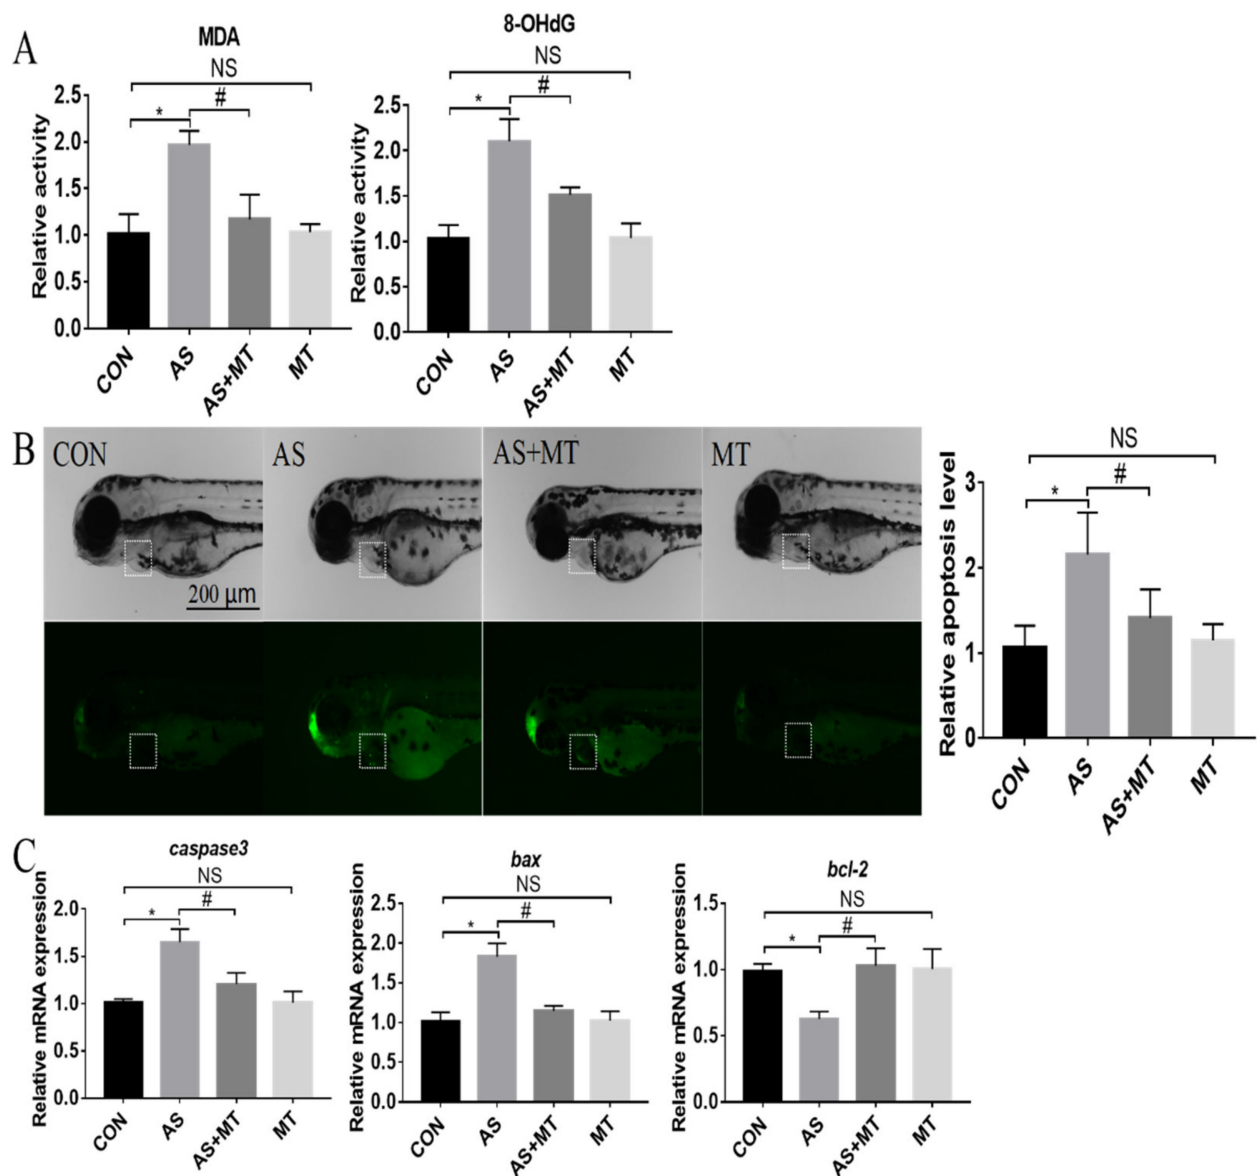 A
MDA
NS
*
#
Relative activity
2.5
2.0
1.5
1.0
0.5
0.0
CON
AS
AS+MT
MT
8-OHdG
NS
*
#
Relative activity
2.5
2.0
1.5
1.0
0.5
0.0
CON
AS
AS+MT
MT
B
CON
AS
AS+MT
MT
200 μm
NS
*
#
Relative apoptosis level
3
2
1
0
CON
AS
AS+MT
MT
C
caspase3
NS
*
#
Relative mRNA expression
2.0
1.5
1.0
0.5
0.0
CON
AS
AS+MT
MT
bax
NS
*
#
Relative mRNA expression
2.5
2.0
1.5
1.0
0.5
0.0
CON
AS
AS+MT
MT
bcl-2
NS
*
#
Relative mRNA expression
1.5
1.0
0.5
0.0
CON
AS
AS+MT
MT